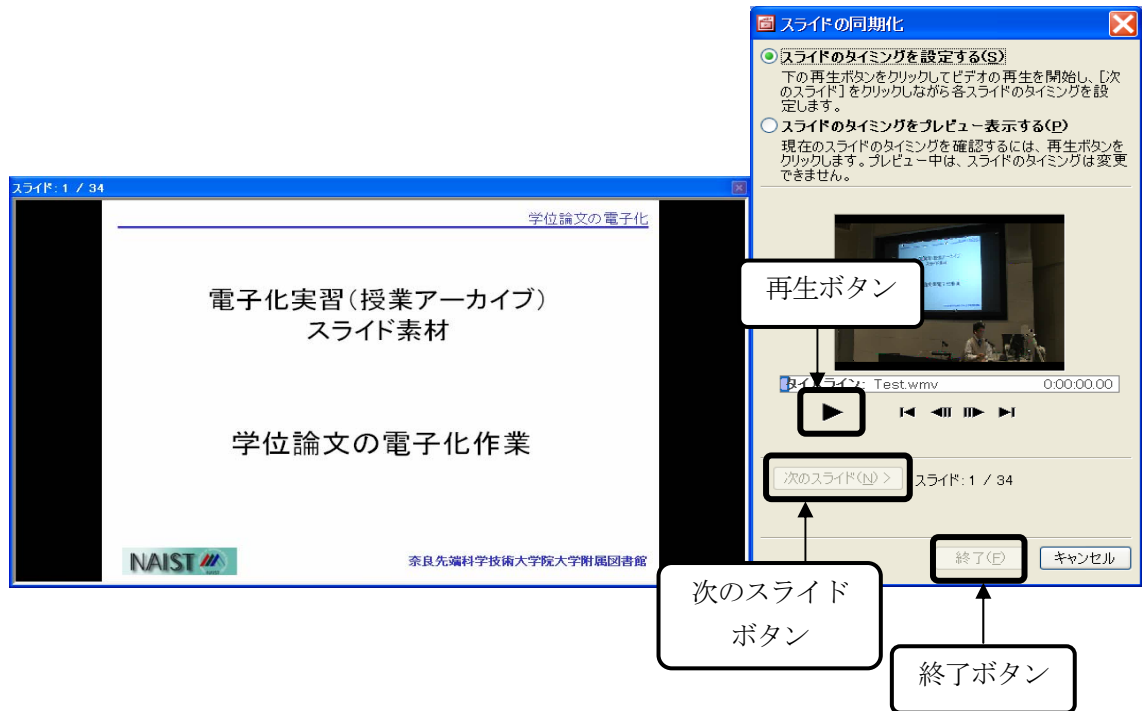 スライドの同期化
スライドのタイミングを設定する(S)
下の再生ボタンをクリックしてビデオの再生を開始し、[次
のスライド] をクリックしながら各スライドのタイミングを設
定します。
スライドのタイミングをプレビュー表示する(P)
現在のスライドのタイミングを確認するには、再生ボタンを
クリックします。プレビュー中は、スライドのタイミングは変更
できません。
スライド: 1 / 34
学位論文の電子化
電子化実習(授業アーカイブ)
スライド素材
学位論文の電子化作業
NAIST
奈良先端科学技術大学院大学附属図書館
再生ボタン
タイムライン: Test.wmv 0:00:00.00
次のスライド(N) >
スライド: 1 / 34
終了(F)
キャンセル
次のスライド
ボタン
終了ボタン